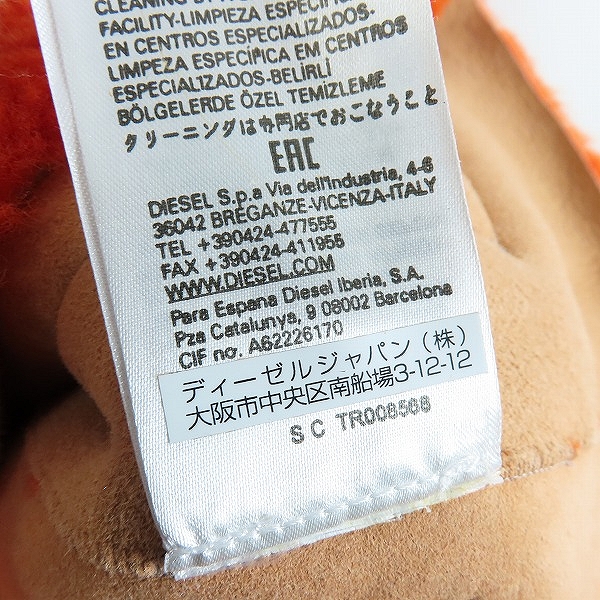 CLEANING
FACILITY-LIMPIEZA ESPECÍFIC
EN CENTROS ESPECIALIZADOS-
LIMPEZA ESPECÍFICA EM CENTROS
ESPECIALIZADOS-BELİRLİ
BÖLGELERDE ÖZEL TEMİZLEME
クリーニングは専門店でおこなうこと
EAC
DIESEL S.p.a Via dell'Industria, 4-6
36042 BREGANZE-VICENZA-ITALY
TEL +390424-477555
FAX +390424-411955
WWW.DIESEL.COM
Para Espana Diesel Iberia, S.A.
Pza Catalunya, 9 08002 Barcelona
CIF no. A62226170
ディーゼルジャパン(株)
大阪市中央区南船場3-12-12
S C TR008568